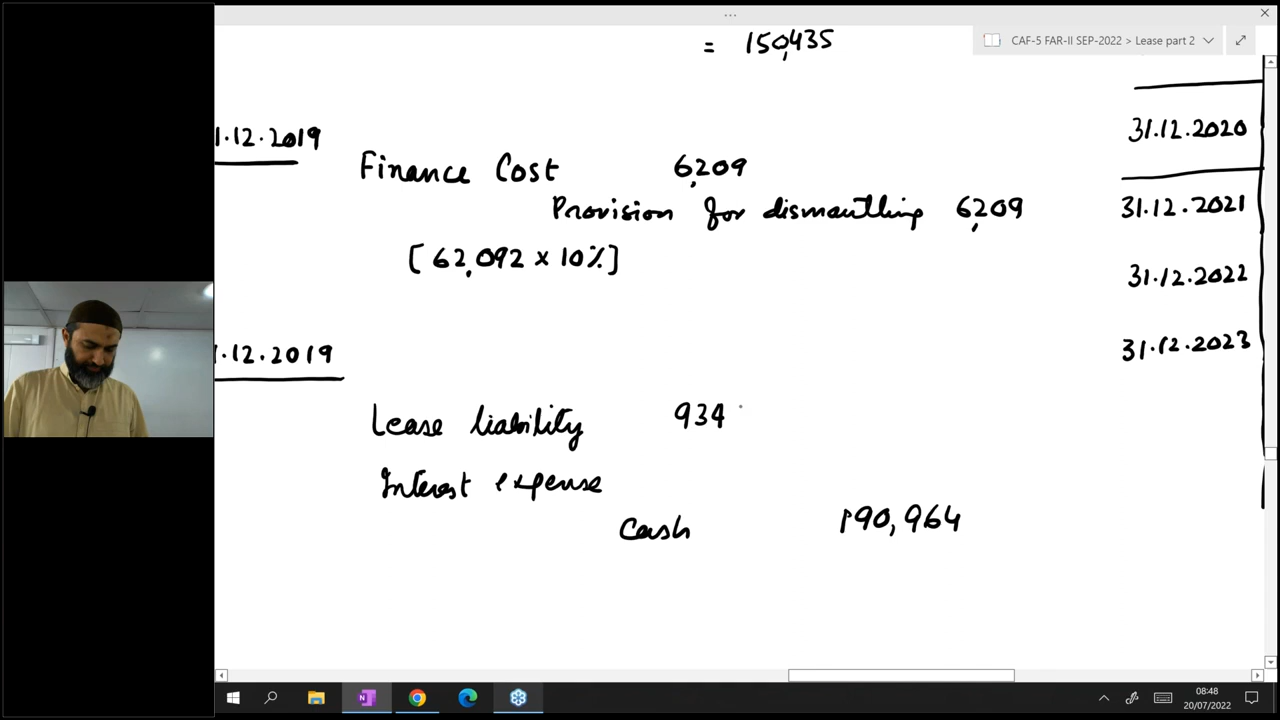 CAF-5 FAR-II SEP-2022 > Lease part 2
= 150,435
1.12.2019
31.12.2020
Finance Cost 6,209
Provision for dismantling 6,209
31.12.2021
[62,092 x 10%]
31.12.2022
1.12.2019
31.12.2023
Lease liability 934
Interest expense
Cash 190,964
08:48
20/07/2022